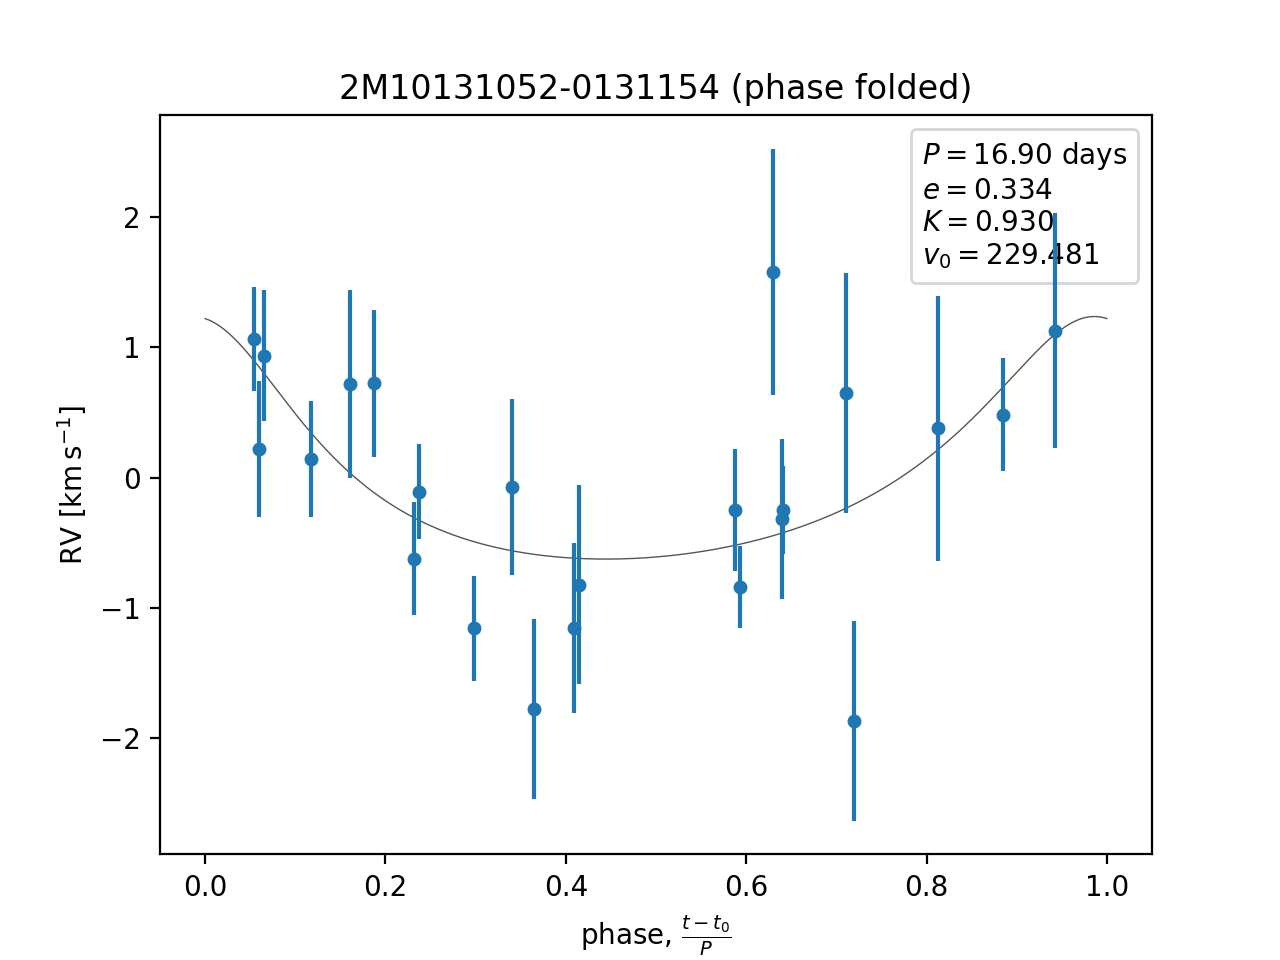 2M10131052-0131154 (phase folded)
P = 16.90 days
e = 0.334
K = 0.930
v₀ = 229.481
2
1
0
−1
−2
RV [km s⁻¹]
0.0 0.2 0.4 0.6 0.8 1.0
phase, (t − t₀)/P